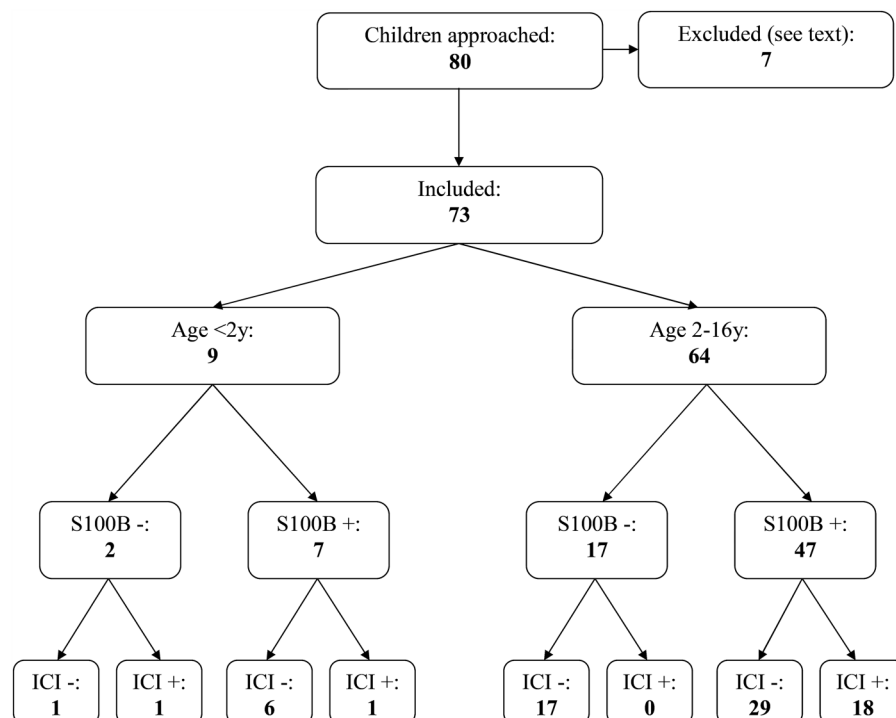 Children approached:
80
Excluded (see text):
7
Included:
73
Age <2y:
9
Age 2-16y:
64
S100B -:
2
S100B +:
7
S100B -:
17
S100B +:
47
ICI -:
1
ICI +:
1
ICI -:
6
ICI +:
1
ICI -:
17
ICI +:
0
ICI -:
29
ICI +:
18